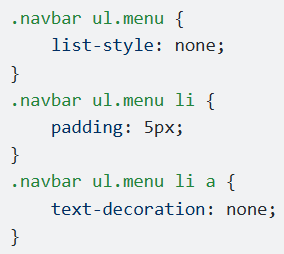 .navbar ul.menu {
    list-style: none;
}
.navbar ul.menu li {
    padding: 5px;
}
.navbar ul.menu li a {
    text-decoration: none;
}